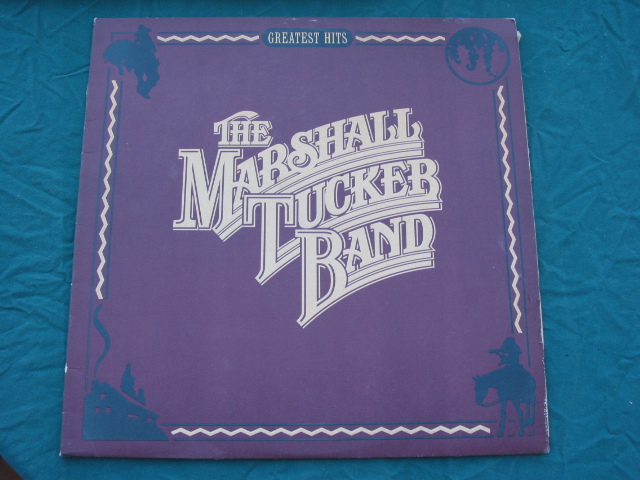 GREATEST HITS
THE
MARSHALL
TUCKER
BAND